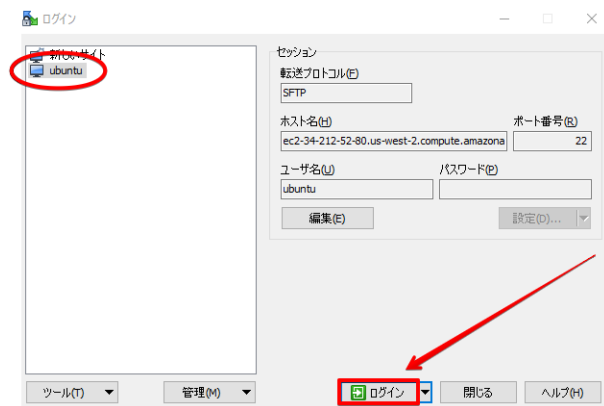 ログイン
新しいサイト
ubuntu
セッション
転送プロトコル(F)
SFTP
ホスト名(H)
ポート番号(R)
ec2-34-212-52-80.us-west-2.compute.amazona
22
ユーザ名(U)
パスワード(P)
ubuntu
編集(E)
設定(D)...
ツール(T)
管理(M)
ログイン
閉じる
ヘルプ(H)